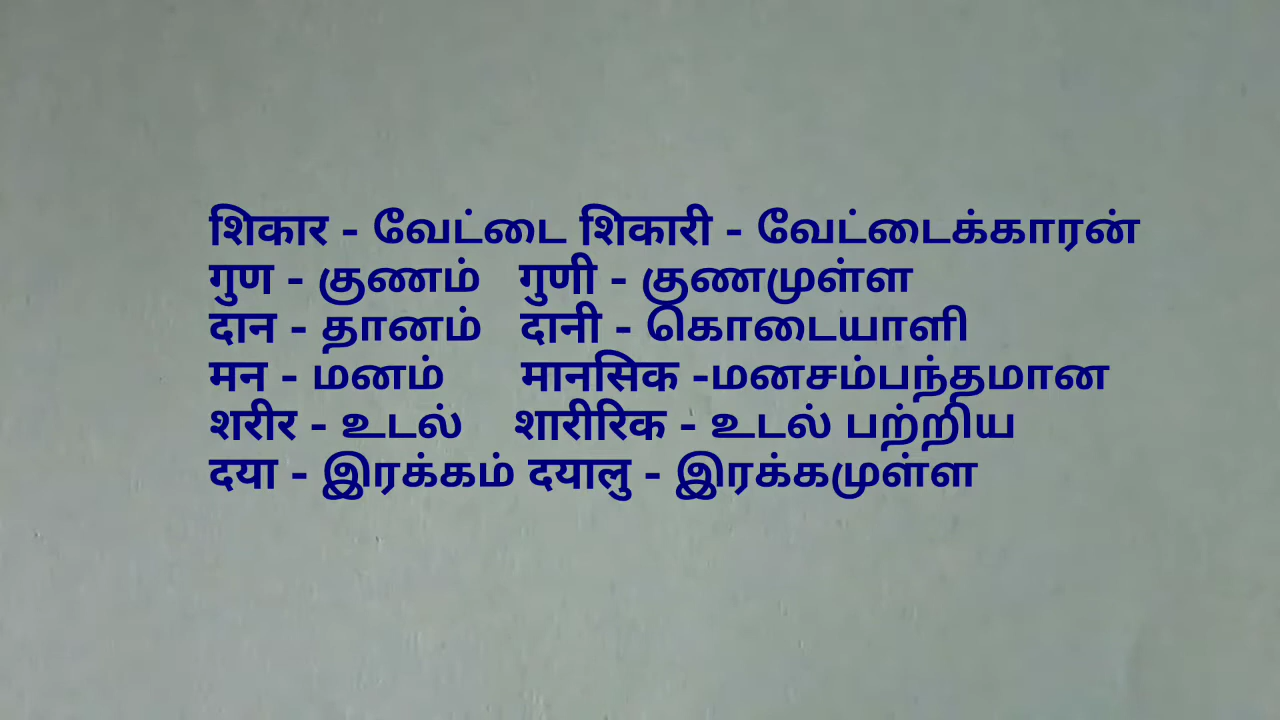 शिकार - வேட்டை शिकारी - வேட்டைக்காரன்
गुण - குணம் गुणी - குணமுள்ள
दान - தானம் दानी - கொடையாளி
मन - மனம் मानसिक -மனசம்பந்தமான
शरीर - உடல் शारीरिक - உடல் பற்றிய
दया - இரக்கம் दयालु - இரக்கமுள்ள